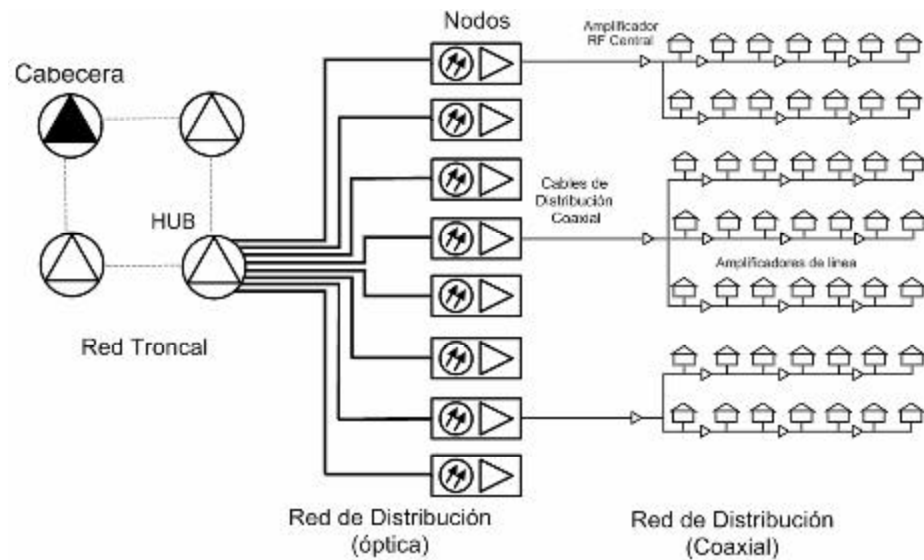 Nodos
Amplificador
RF Central
Cabecera
HUB
Cables de
Distribución
Coaxial
Amplificadores de línea
Red Troncal
Red de Distribución
(óptica)
Red de Distribución
(Coaxial)